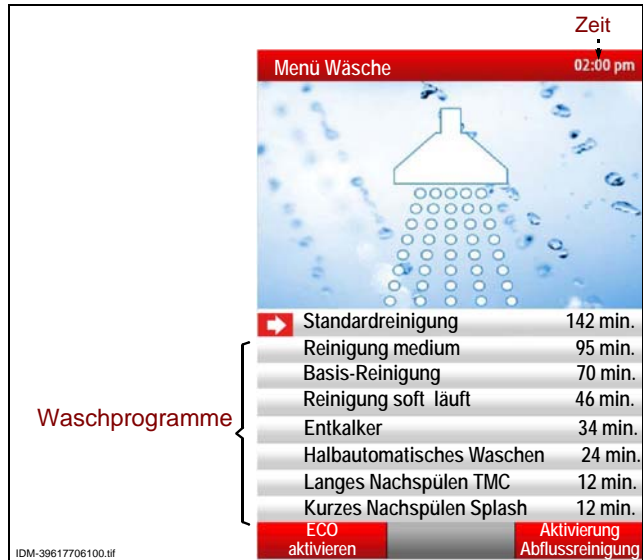 Zeit
Menü Wäsche 02:00 pm
Standardreinigung 142 min.
Reinigung medium 95 min.
Basis-Reinigung 70 min.
Reinigung soft läuft 46 min.
Waschprogramme
Entkalker 34 min.
Halbautomatisches Waschen 24 min.
Langes Nachspülen TMC 12 min.
Kurzes Nachspülen Splash 12 min.
ECO
aktivieren
Aktivierung
Abflussreinigung
IDM-39617706100.tif